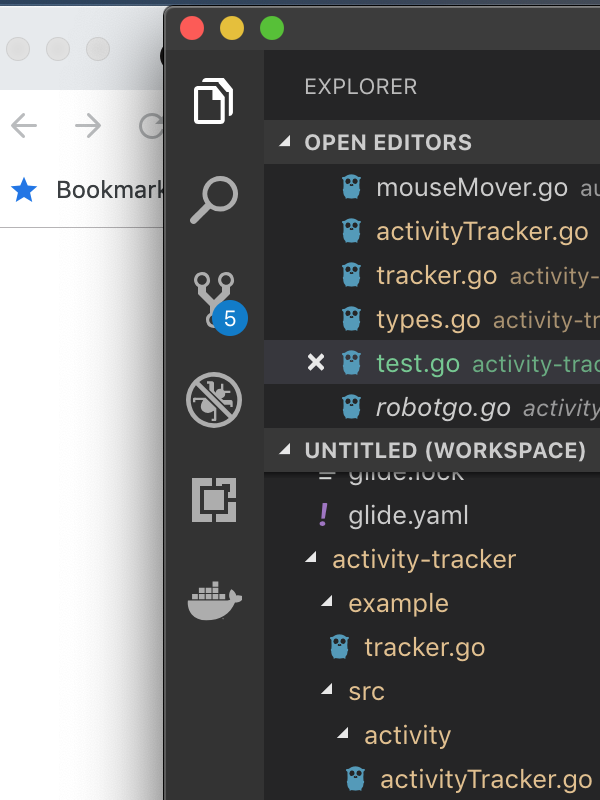 EXPLORER
OPEN EDITORS
mouseMover.go au
activityTracker.go
tracker.go activity-
types.go activity-tr
Bookmark
5
test.go activity-trac
robotgo.go activity
UNTITLED (WORKSPACE)
glide.lock
! glide.yaml
activity-tracker
example
tracker.go
src
activity
activityTracker.go